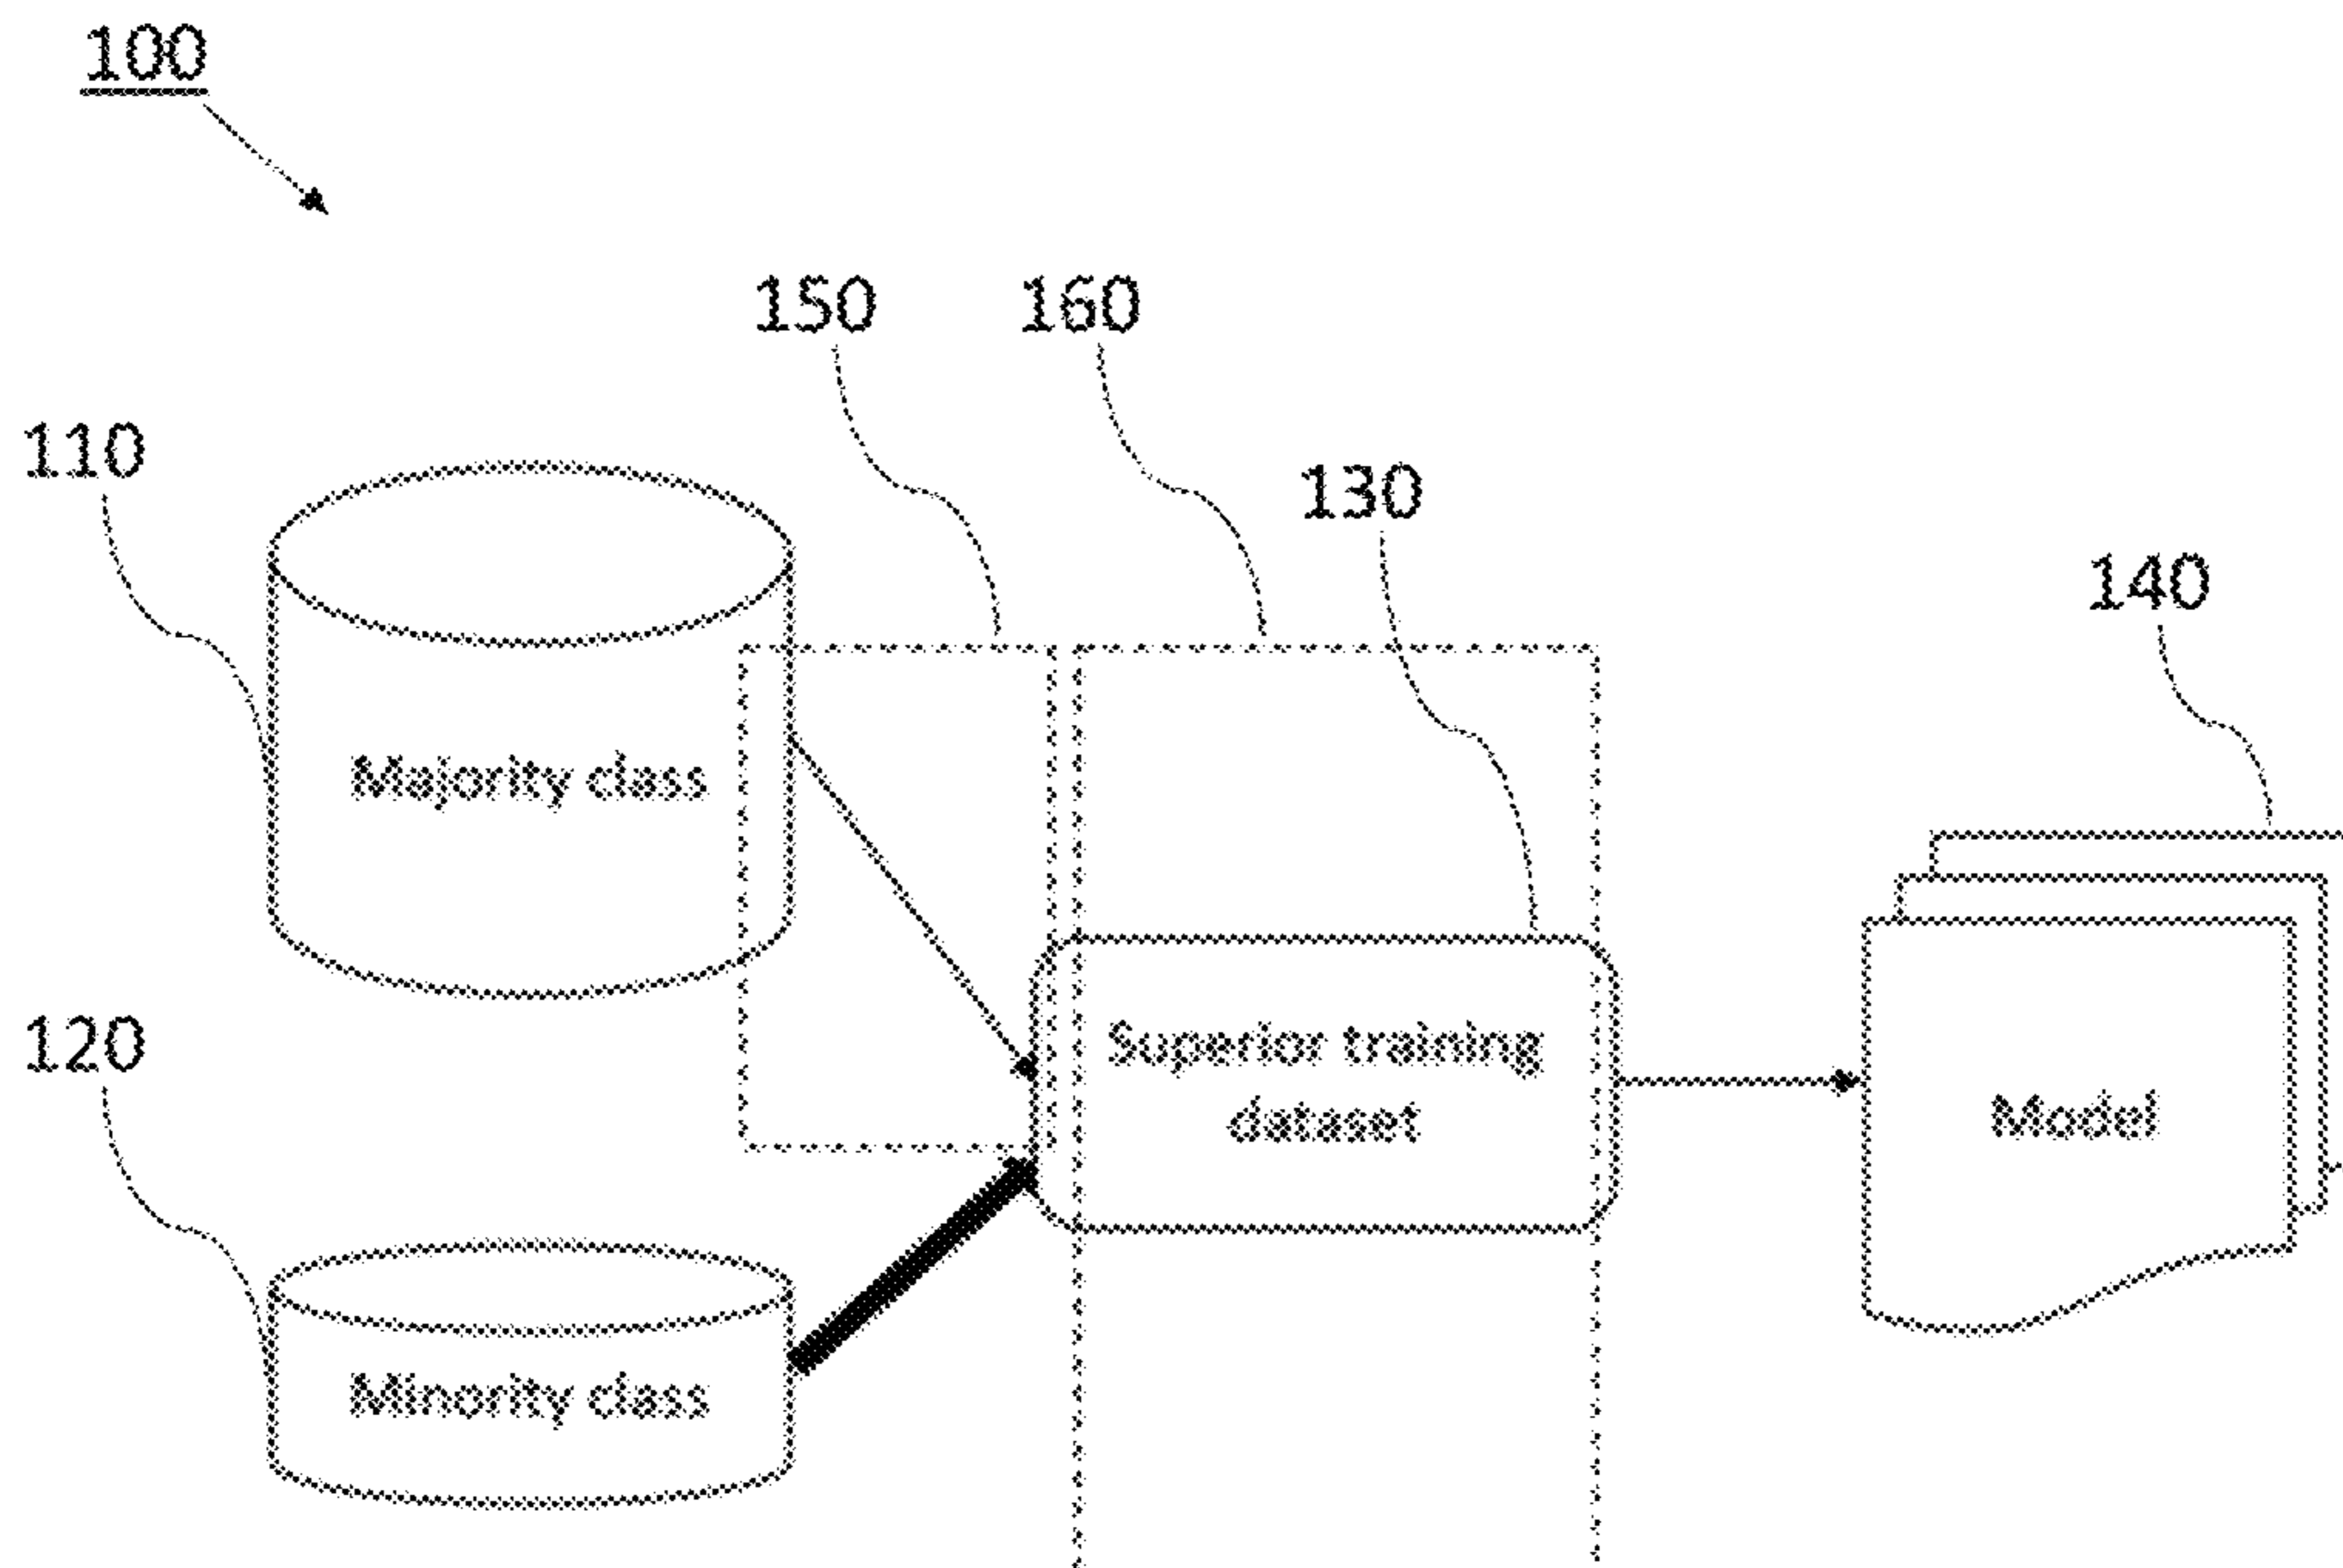 100
150
160
110
130
140
Majority class
120
Superior training
dataset
Model
Minority class